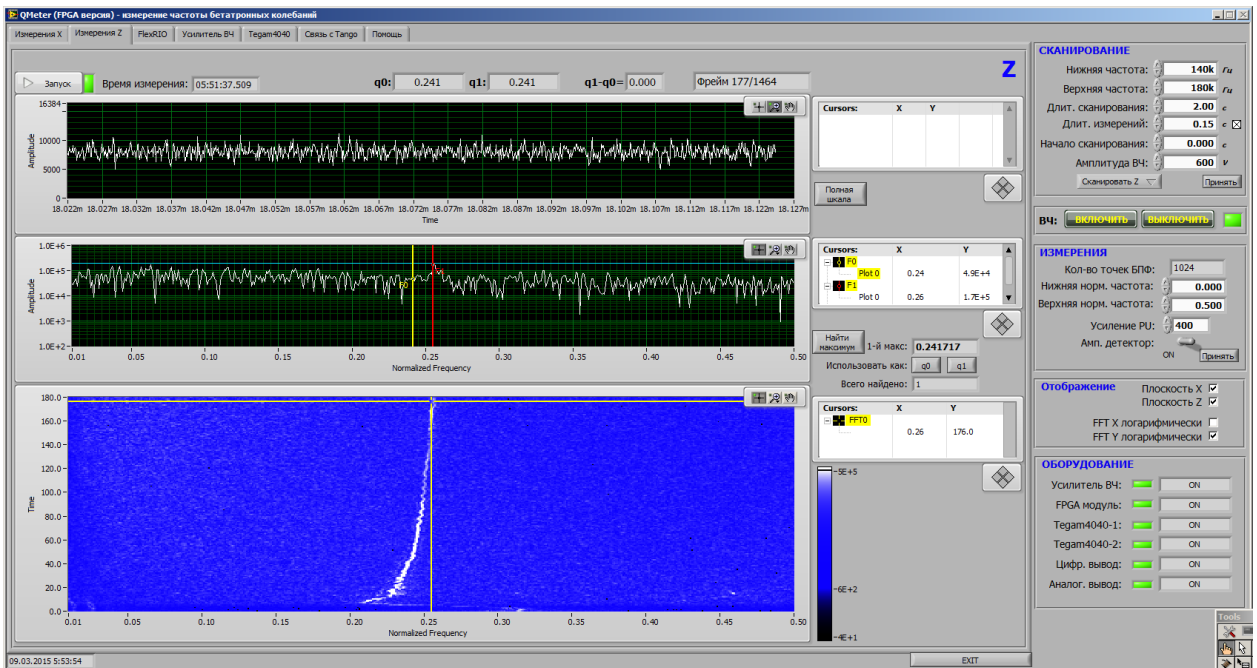 QMeter (FPGA версия) - измерение частоты бетатронных колебаний
Измерения X Измерения Z FlexRIO Усилитель ВЧ Tegam4040 Связь с Tango Помощь
Z
Запуск Время измерения: 05:51:37.509 q0: 0.241 q1: 0.241 q1-q0= 0.000 Фрейм 177/1464
16384
10000
5000
0
Amplitude
18.022m 18.027m 18.032m 18.037m 18.042m 18.047m 18.052m 18.057m 18.062m 18.067m 18.072m 18.077m 18.082m 18.087m 18.092m 18.097m 18.102m 18.107m 18.112m 18.117m 18.122m 18.127m
Time
Cursors: X Y
Полная
шкала
1.0E+6
1.0E+5
1.0E+4
1.0E+3
1.0E+2
Amplitude
F0
0.01 0.05 0.10 0.15 0.20 0.25 0.30 0.35 0.40 0.45 0.50
Normalized Frequency
Cursors: X Y
F0
Plot 0 0.24 4.9E+4
F1
Plot 0 0.26 1.7E+5
Найти
максимум 1-й макс: 0.241717
Использовать как: q0 q1
Всего найдено: 1
180.0
160.0
140.0
120.0
100.0
80.0
60.0
40.0
20.0
0.0
Time
0.01 0.05 0.10 0.15 0.20 0.25 0.30 0.35 0.40 0.45 0.50
Normalized Frequency
Cursors: X Y
FFT0
0.26 176.0
5E+5
6E+2
4E+1
СКАНИРОВАНИЕ
Нижняя частота: 140k Гц
Верхняя частота: 180k Гц
Длит. сканирования: 2.00 с
Длит. измерений: 0.15 с
Начало сканирования: 0.000 с
Амплитуда ВЧ: 600 V
Сканировать Z Принять
ВЧ: ВКЛЮЧИТЬ ВЫКЛЮЧИТЬ
ИЗМЕРЕНИЯ
Кол-во точек БПФ: 1024
Нижняя норм. частота: 0.000
Верхняя норм. частота: 0.500
Усиление PU: 400
Амп. детектор:
ON Принять
Отображение Плоскость X
Плоскость Z
FFT X логарифмически
FFT Y логарифмически
ОБОРУДОВАНИЕ
Усилитель ВЧ: ON
FPGA модуль: ON
Tegam4040-1: ON
Tegam4040-2: ON
Цифр. вывод: ON
Аналог. вывод: ON
Tools
09.03.2015 5:53:54 EXIT